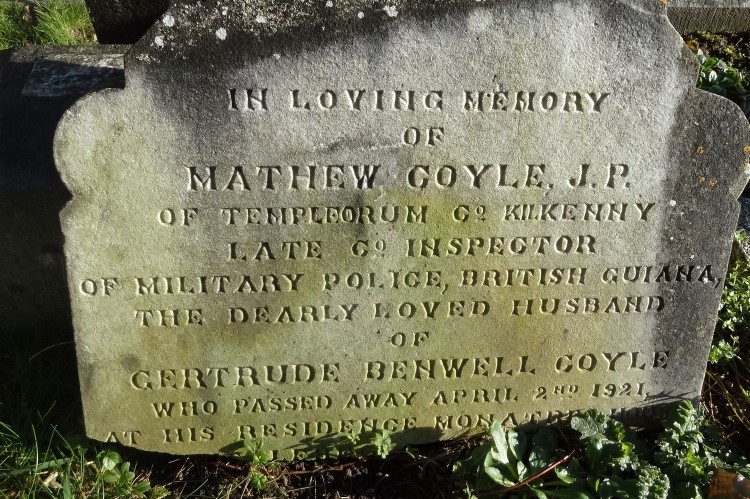 IN LOVING MEMORY
OF
MATHEW COYLE, J.P.
OF TEMPLEORUM Cº KILKENNY
LATE Cº INSPECTOR
OF MILITARY POLICE, BRITISH GUIANA,
THE DEARLY LOVED HUSBAND
OF
GERTRUDE BENWELL COYLE
WHO PASSED AWAY APRIL 2ND 1921,
AT HIS RESIDENCE